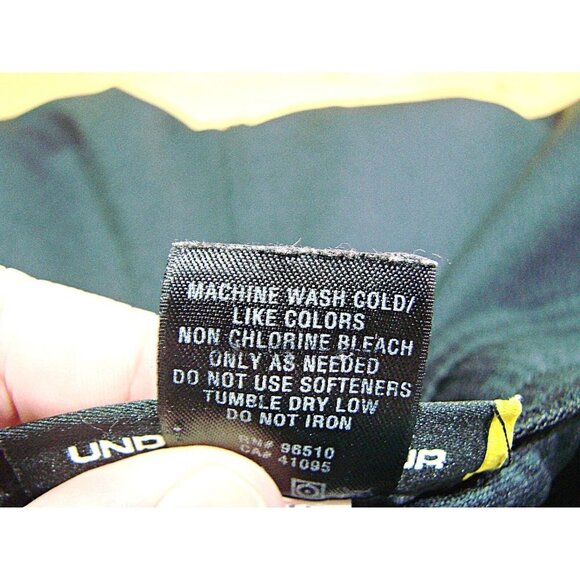 MACHINE WASH COLD/
LIKE COLORS
NON CHLORINE BLEACH
ONLY AS NEEDED
DO NOT USE SOFTENERS
TUMBLE DRY LOW
DO NOT IRON
RN# 96510
CA# 41095
UND UR